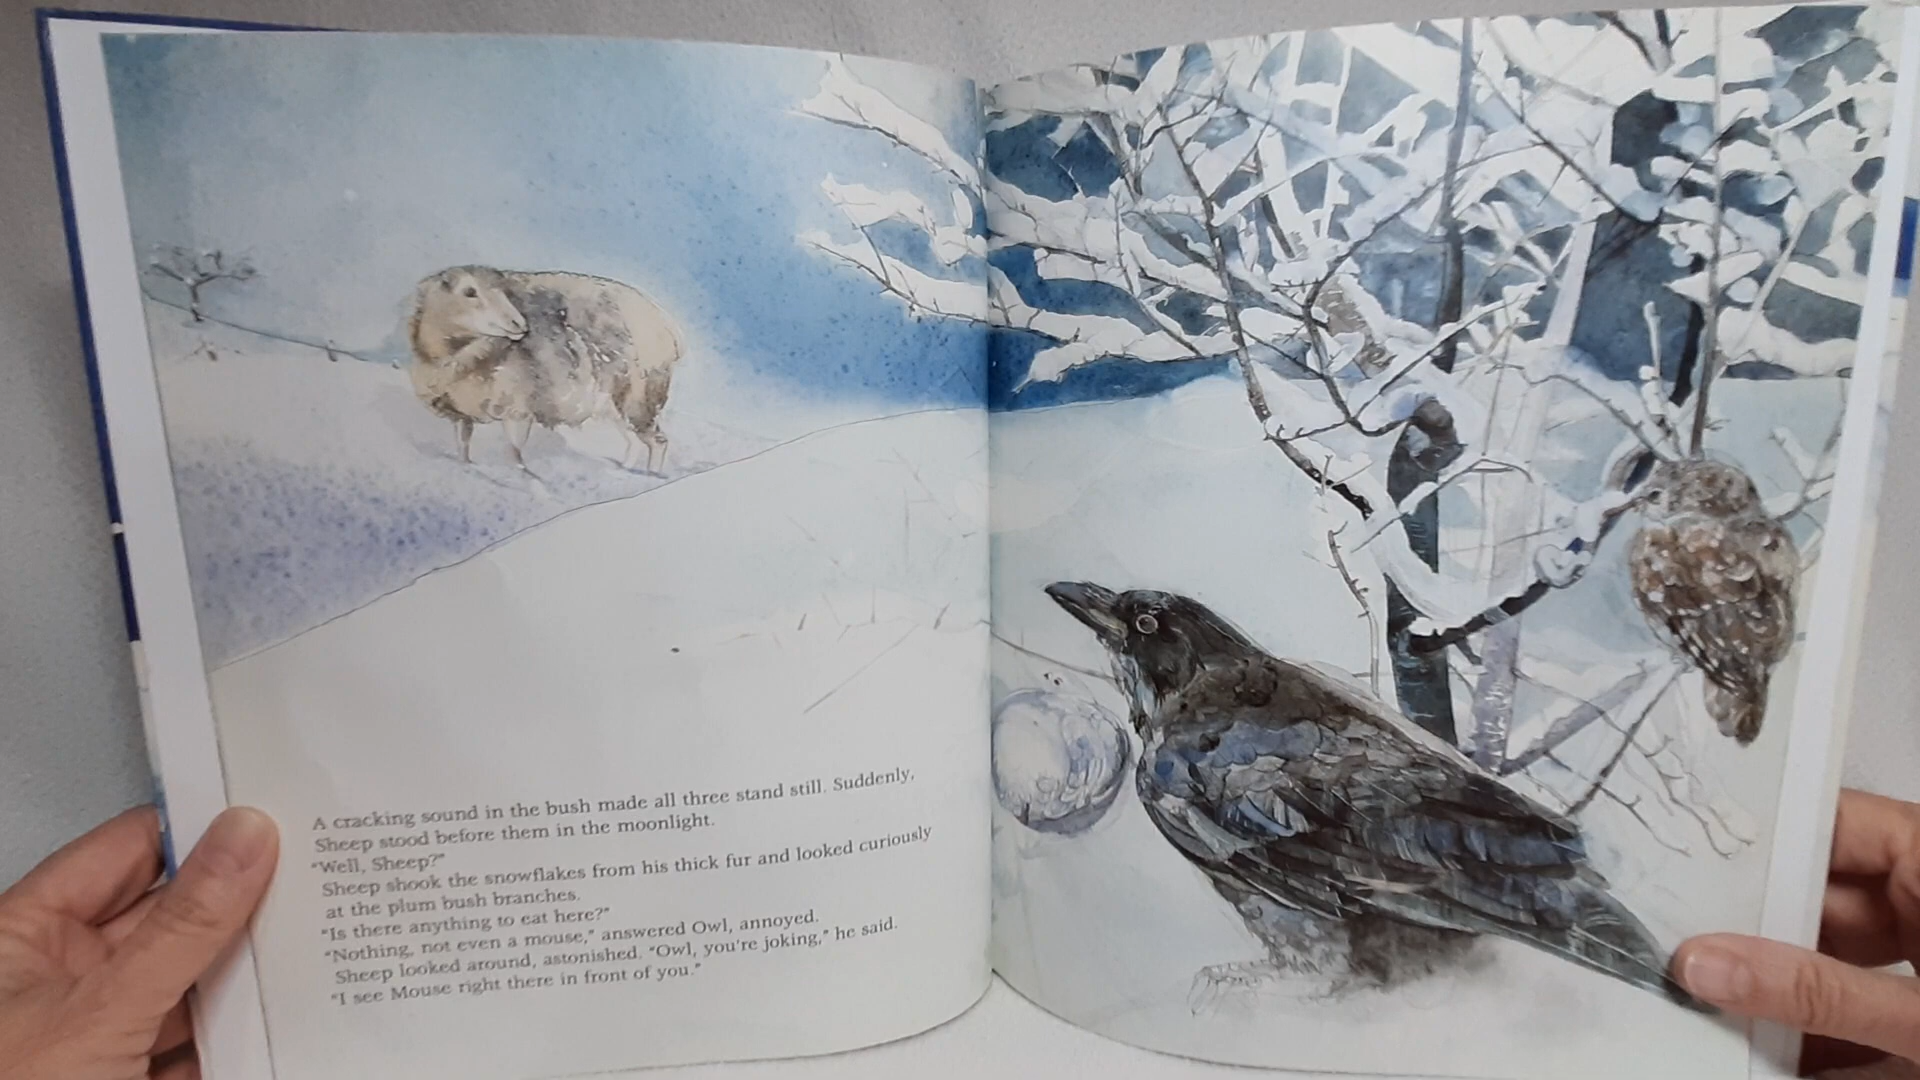 A cracking sound in the bush made all three stand still. Suddenly,
Sheep stood before them in the moonlight.
"Well, Sheep?"
Sheep shook the snowflakes from his thick fur and looked curiously
at the plum bush branches.
"Is there anything to eat here?"
"Nothing, not even a mouse," answered Owl, annoyed.
Sheep looked around, astonished. "Owl, you're joking," he said.
"I see Mouse right there in front of you."